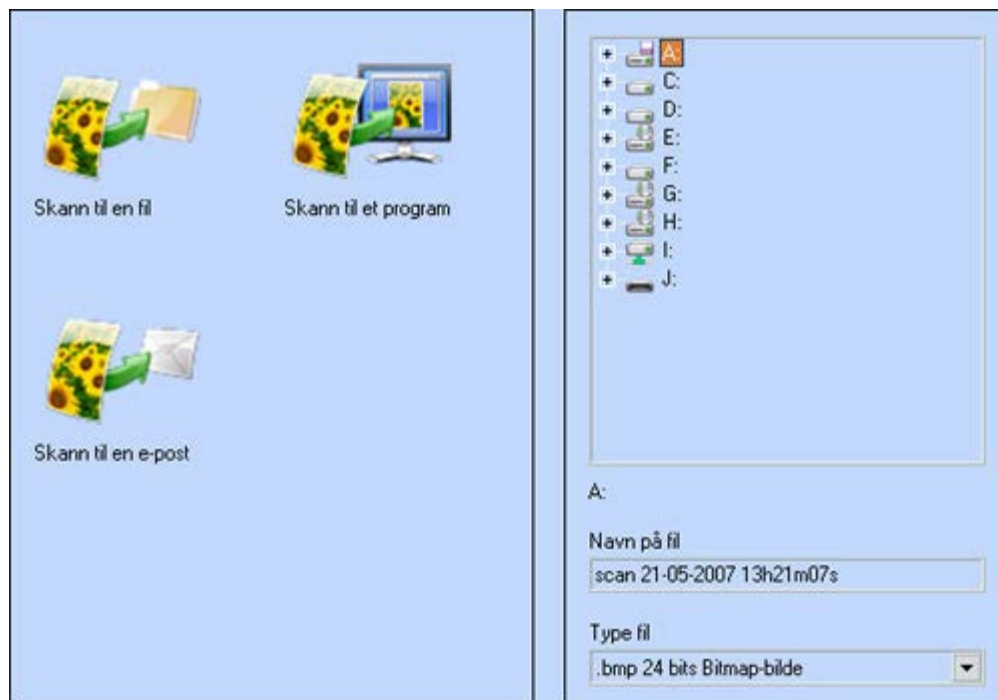 Skann til en fil
Skann til et program
Skann til en e-post
A:
C:
D:
E:
F:
G:
H:
I:
J:
A:
Navn på fil
scan 21-05-2007 13h21m07s
Type fil
.bmp 24 bits Bitmap-bilde